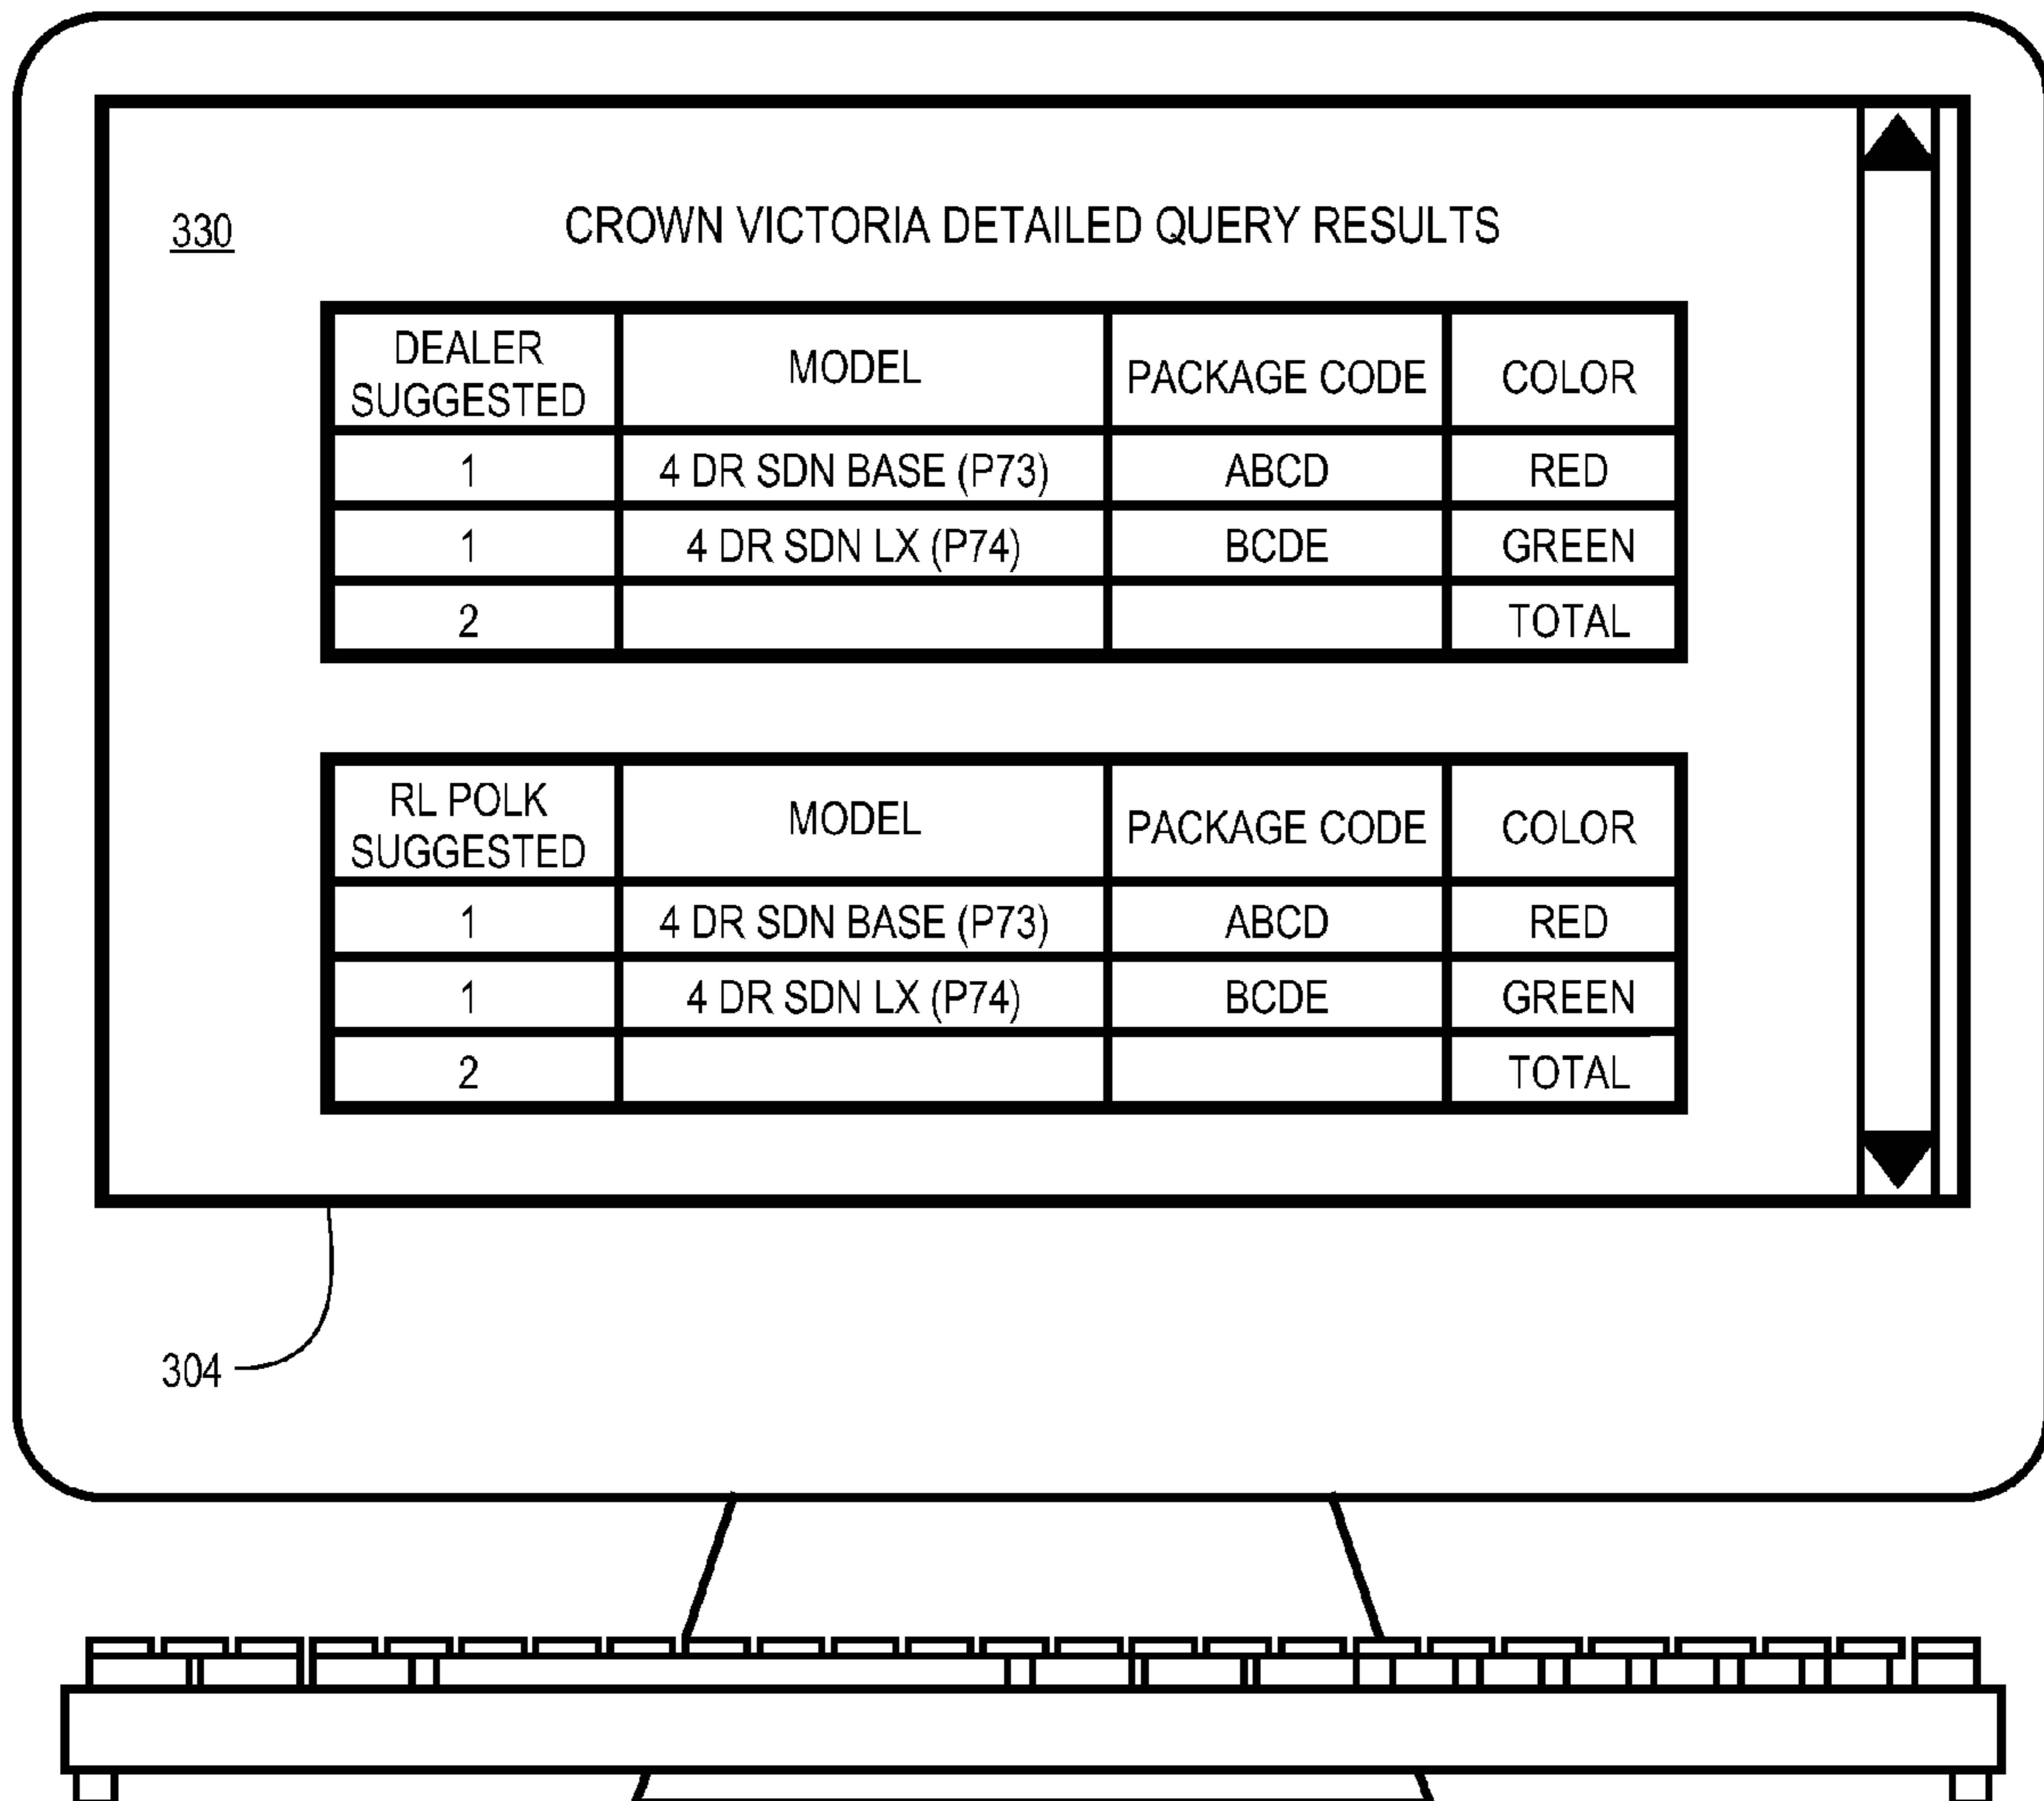 330
CROWN VICTORIA DETAILED QUERY RESULTS
DEALER
SUGGESTED
MODEL
PACKAGE CODE
COLOR
1
4 DR SDN BASE (P73)
ABCD
RED
1
4 DR SDN LX (P74)
BCDE
GREEN
2
TOTAL
RL POLK
SUGGESTED
MODEL
PACKAGE CODE
COLOR
1
4 DR SDN BASE (P73)
ABCD
RED
1
4 DR SDN LX (P74)
BCDE
GREEN
2
TOTAL
304